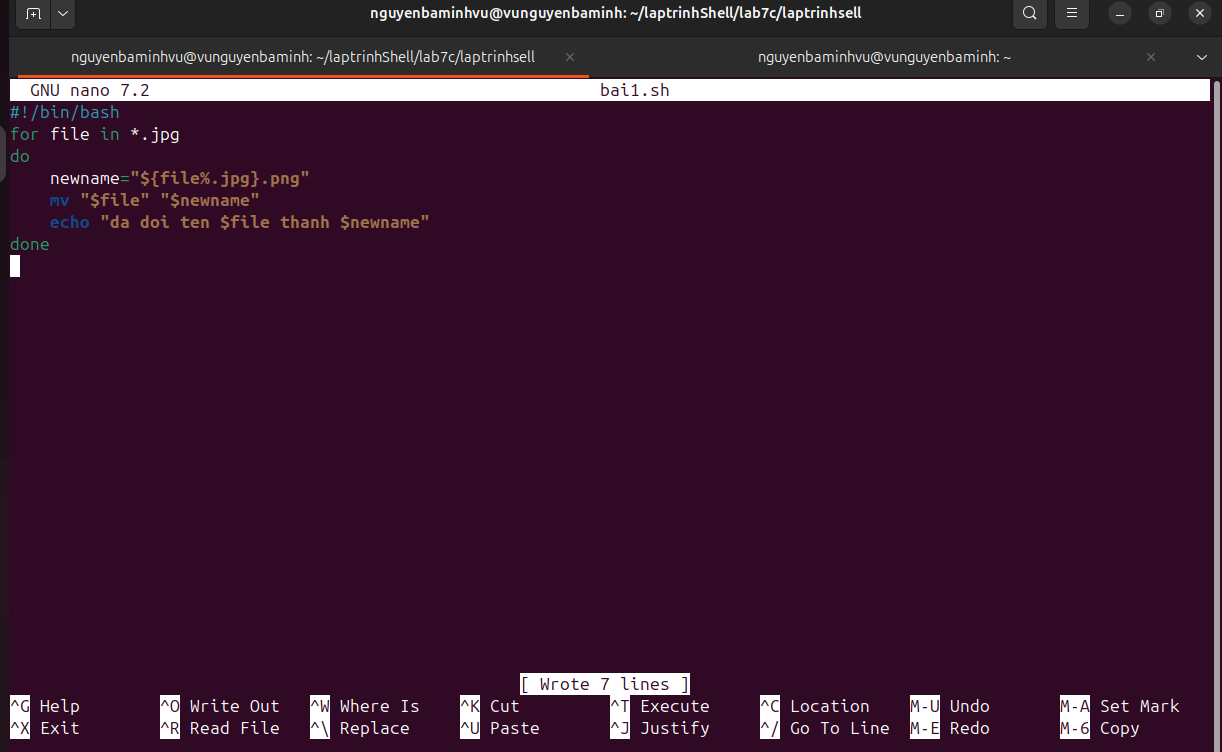 nguyenbaminhvu@vunguyenbaminh: ~/laptrinhShell/lab7c/laptrinhsell
nguyenbaminhvu@vunguyenbaminh: ~/laptrinhShell/lab7c/laptrinhsell nguyenbaminhvu@vunguyenbaminh: ~
GNU nano 7.2 bai1.sh
#!/bin/bash
for file in *.jpg
do
    newname="${file%.jpg}.png"
    mv "$file" "$newname"
    echo "da doi ten $file thanh $newname"
done
[ Wrote 7 lines ]
^G Help ^O Write Out ^W Where Is ^K Cut ^T Execute ^C Location M-U Undo M-A Set Mark
^X Exit ^R Read File ^\ Replace ^U Paste ^J Justify ^/ Go To Line M-E Redo M-6 Copy